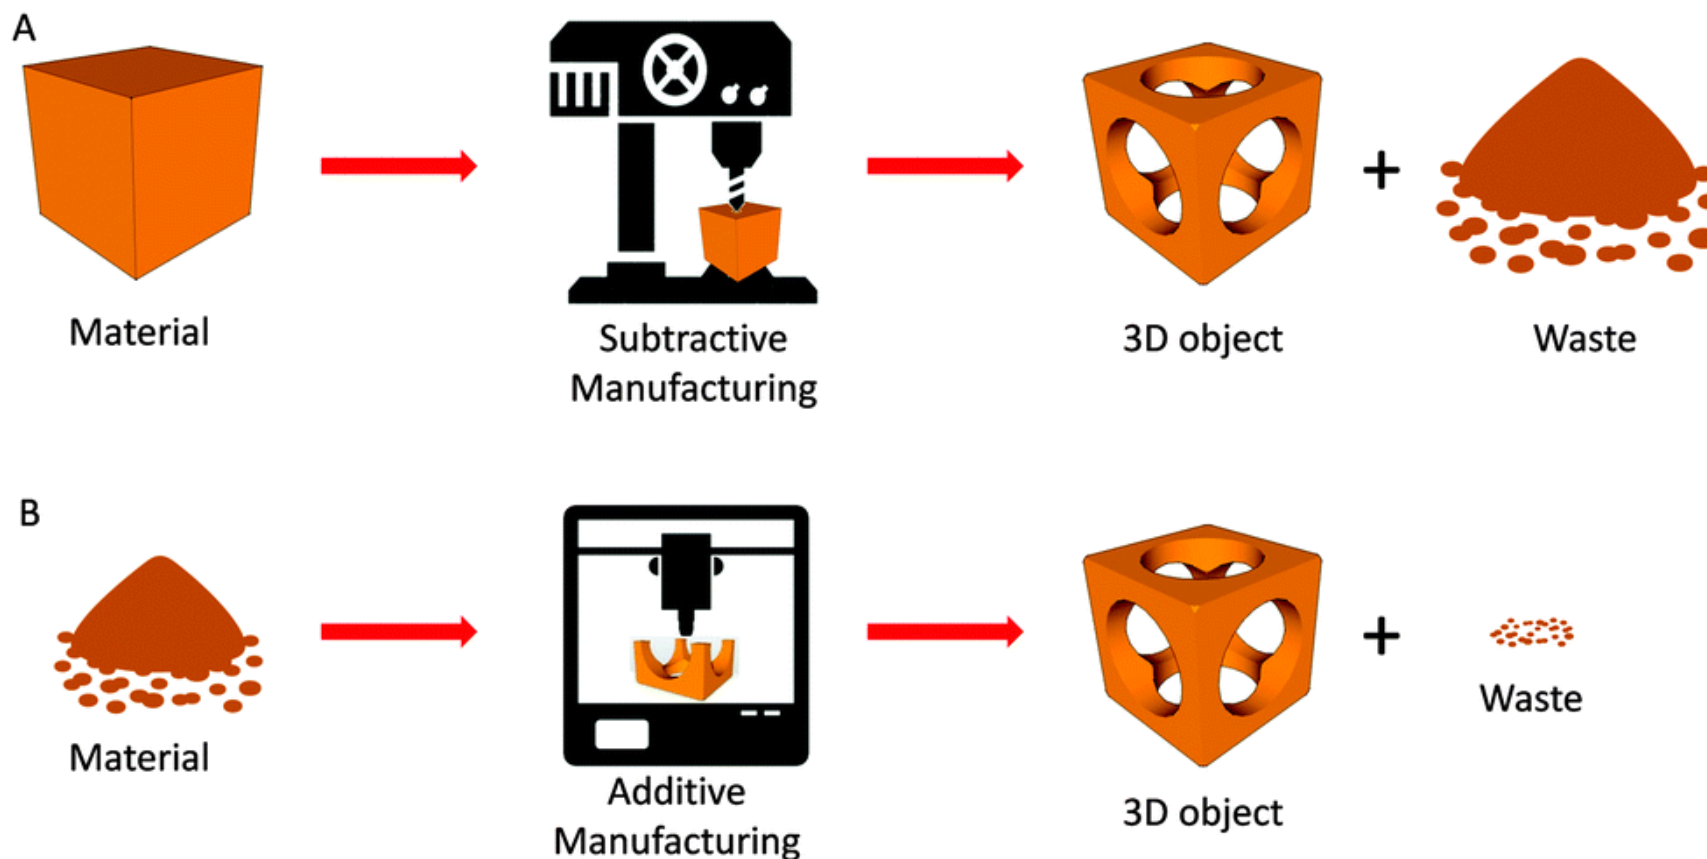 A
Material
Subtractive
Manufacturing
3D object
+
Waste
B
Material
Additive
Manufacturing
3D object
+
Waste